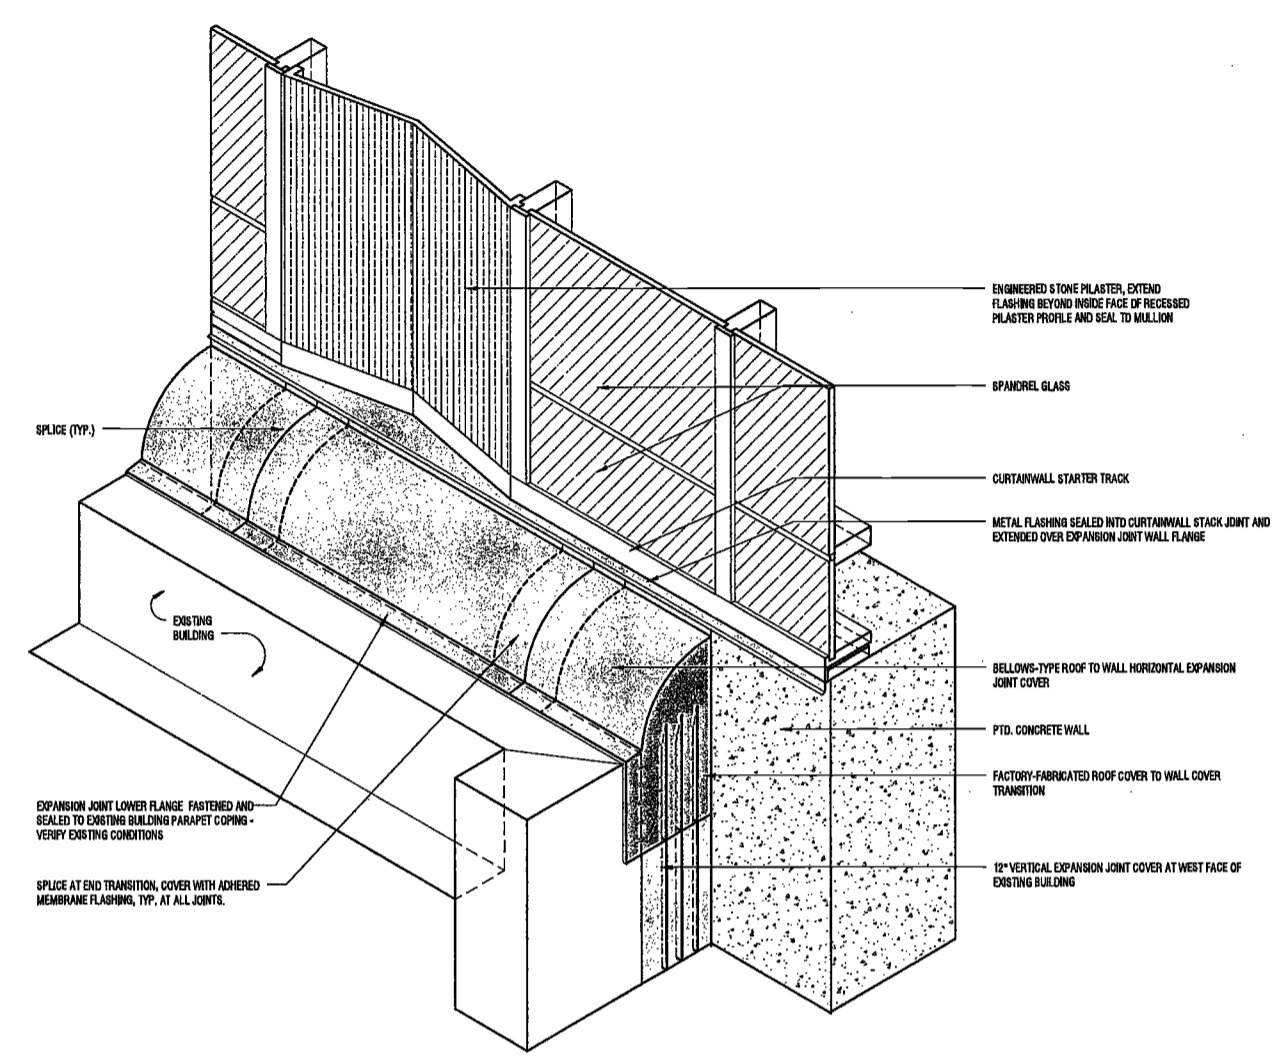 ENGINEERED STONE PILASTER, EXTEND
FLASHING BEYOND INSIDE FACE OF RECESSED
PILASTER PROFILE AND SEAL TO MULLION
SPANDREL GLASS
SPLICE (TYP.)
CURTAINWALL STARTER TRACK
METAL FLASHING SEALED INTO CURTAINWALL STACK JOINT AND
EXTENDED OVER EXPANSION JOINT WALL FLANGE
EXISTING
BUILDING
BELLOWS-TYPE ROOF TO WALL HORIZONTAL EXPANSION
JOINT COVER
PTD. CONCRETE WALL
FACTORY-FABRICATED ROOF COVER TO WALL COVER
TRANSITION
EXPANSION JOINT LOWER FLANGE FASTENED AND
SEALED TO EXISTING BUILDING PARAPET COPING -
VERIFY EXISTING CONDITIONS
12" VERTICAL EXPANSION JOINT COVER AT WEST FACE OF
EXISTING BUILDING
SPLICE AT END TRANSITION, COVER WITH ADHERED
MEMBRANE FLASHING, TYP. AT ALL JOINTS.